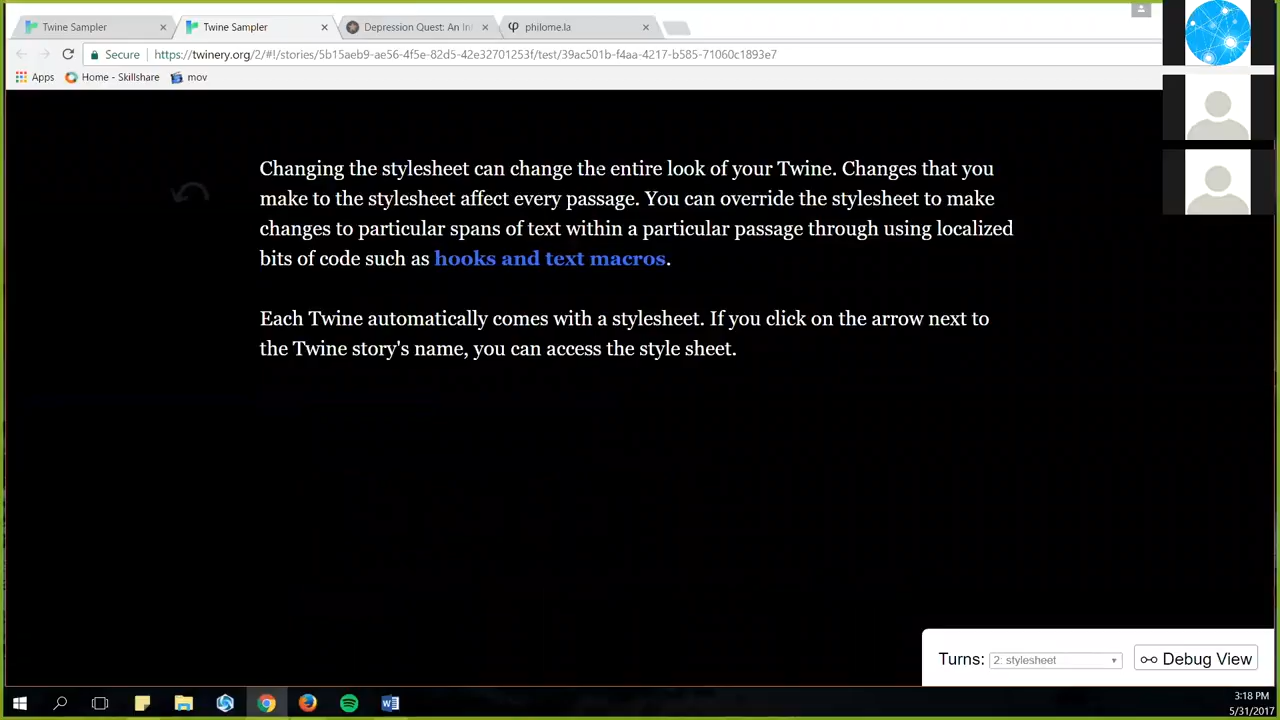 Twine Sampler
Twine Sampler
Depression Quest: An In
philome.la
Secure
https://twinery.org/2/#!/stories/5b15aeb9-ae56-4f5e-82d5-42e32701253f/test/39ac501b-f4aa-4217-b585-71060c1893e7
Apps
Home - Skillshare
mov
Changing the stylesheet can change the entire look of your Twine. Changes that you
make to the stylesheet affect every passage. You can override the stylesheet to make
changes to particular spans of text within a particular passage through using localized
bits of code such as hooks and text macros.
Each Twine automatically comes with a stylesheet. If you click on the arrow next to
the Twine story's name, you can access the style sheet.
Turns: 2: stylesheet
Debug View
3:18 PM
5/31/2017